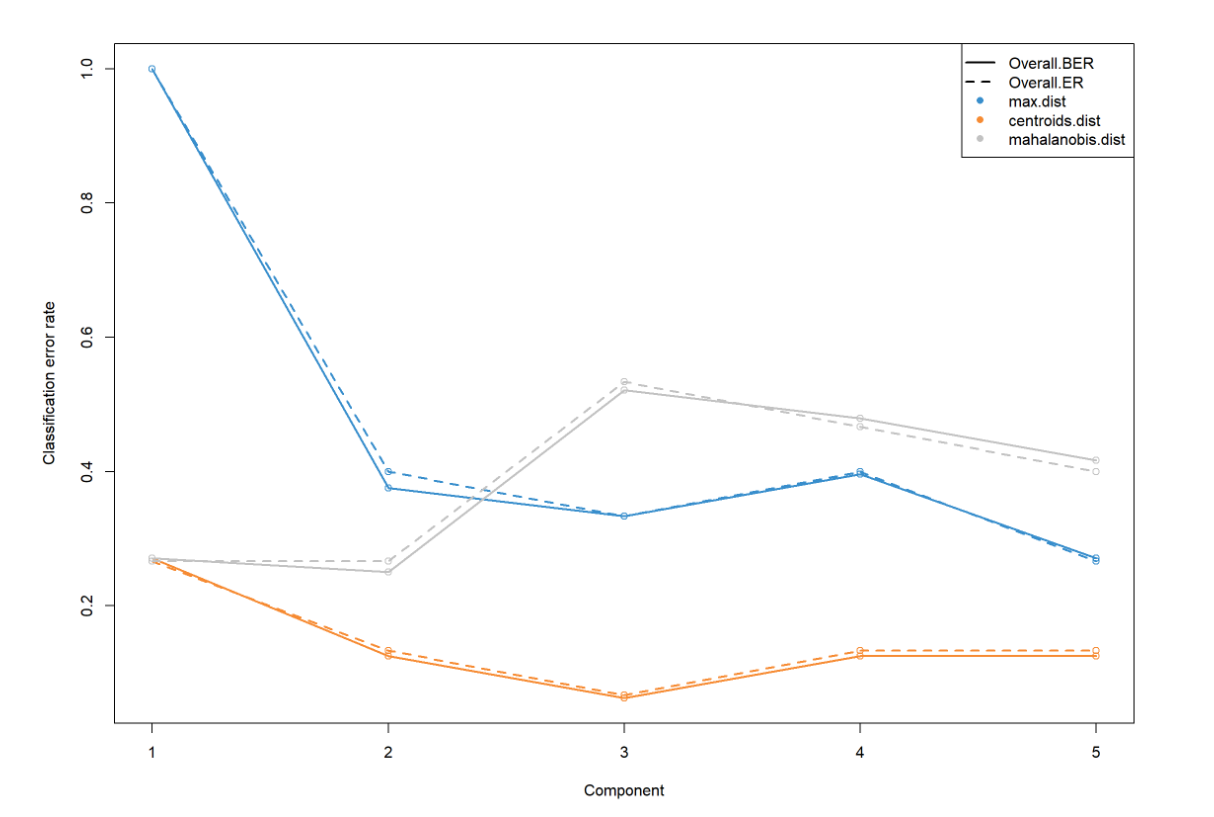 Overall.BER
Overall.ER
max.dist
centroids.dist
mahalanobis.dist
Classification error rate
1.0
0.8
0.6
0.4
0.2
1 2 3 4 5
Component